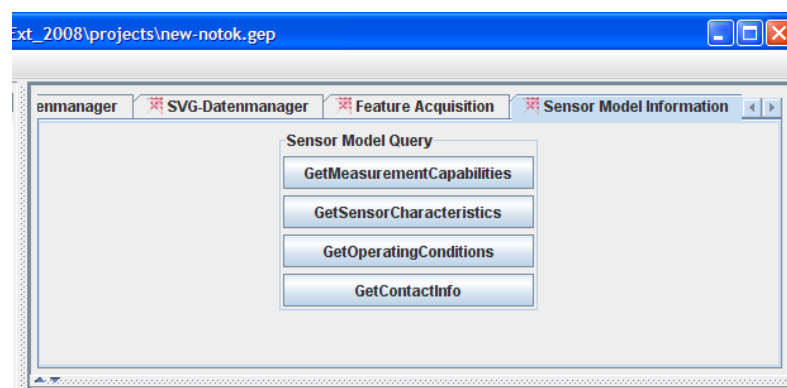 Ext_2008\projects\new-notok.gep
enmanager SVG-Datenmanager Feature Acquisition Sensor Model Information
Sensor Model Query
GetMeasurementCapabilities
GetSensorCharacteristics
GetOperatingConditions
GetContactInfo